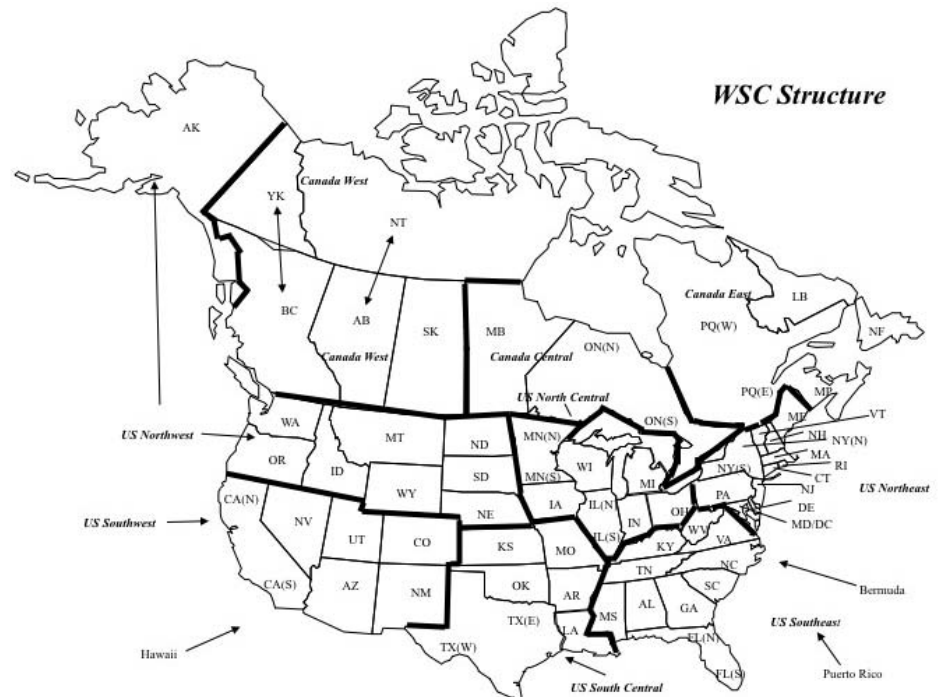 WSC Structure
AK
Canada West
YK
NT
Canada East
LB
BC
AB
SK
MB
PQ(W)
NF
Canada West
Canada Central
ON(N)
PQ(E)
MP
US North Central
ME
VT
WA
MT
ND
MN(N)
ON(S)
NH
NY(N)
US Northwest
MA
OR
ID
SD
MN(S)
WI
MI
NY(S)
RI
CT
US Northeast
WY
NE
IA
IL(N)
IN
OH
PA
NJ
CA(N)
DE
US Southwest
NV
UT
CO
KS
MO
IL(S)
KY
WV
VA
MD/DC
CA(S)
AZ
NM
OK
AR
TN
NC
Bermuda
TX(E)
LA
MS
AL
GA
SC
US Southeast
Hawaii
TX(W)
FL(N)
FL(S)
Puerto Rico
US South Central